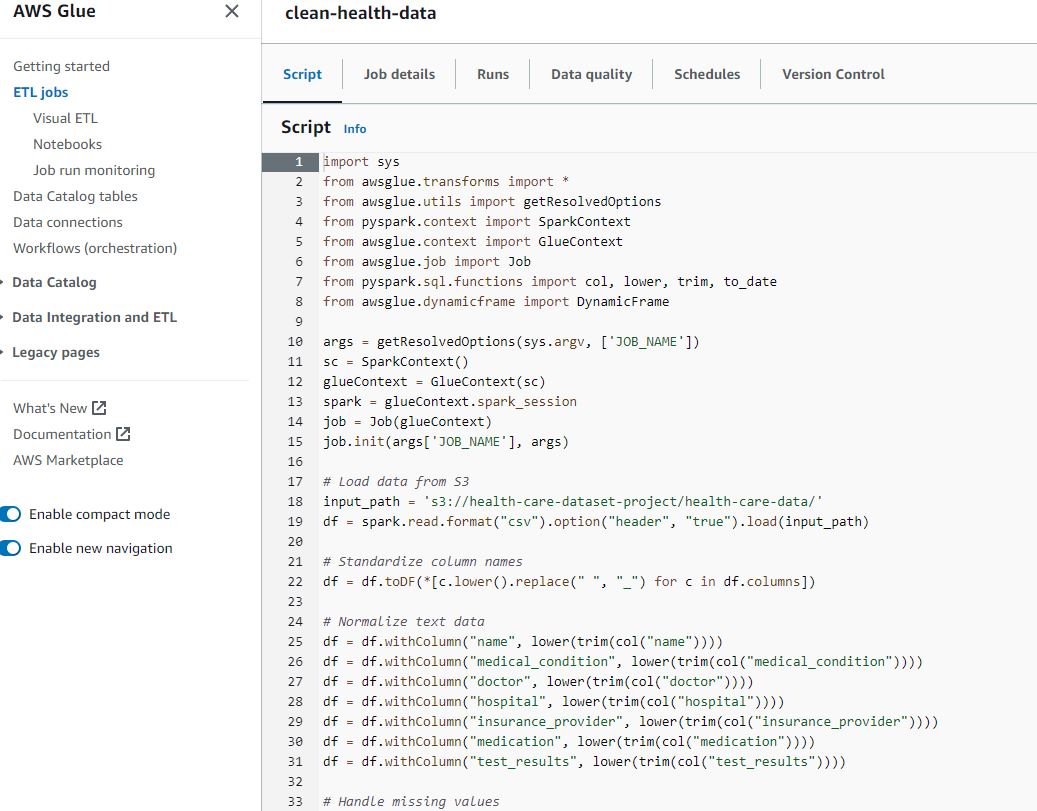 AWS Glue
Getting started
ETL jobs
Visual ETL
Notebooks
Job run monitoring
Data Catalog tables
Data connections
Workflows (orchestration)
Data Catalog
Data Integration and ETL
Legacy pages
What's New
Documentation
AWS Marketplace
Enable compact mode
Enable new navigation
clean-health-data
Script Job details Runs Data quality Schedules Version Control
Script Info
1 import sys
2 from awsglue.transforms import *
3 from awsglue.utils import getResolvedOptions
4 from pyspark.context import SparkContext
5 from awsglue.context import GlueContext
6 from awsglue.job import Job
7 from pyspark.sql.functions import col, lower, trim, to_date
8 from awsglue.dynamicframe import DynamicFrame
9
10 args = getResolvedOptions(sys.argv, ['JOB_NAME'])
11 sc = SparkContext()
12 glueContext = GlueContext(sc)
13 spark = glueContext.spark_session
14 job = Job(glueContext)
15 job.init(args['JOB_NAME'], args)
16
17 # Load data from S3
18 input_path = 's3://health-care-dataset-project/health-care-data/'
19 df = spark.read.format("csv").option("header", "true").load(input_path)
20
21 # Standardize column names
22 df = df.toDF(*[c.lower().replace(" ", "_") for c in df.columns])
23
24 # Normalize text data
25 df = df.withColumn("name", lower(trim(col("name"))))
26 df = df.withColumn("medical_condition", lower(trim(col("medical_condition"))))
27 df = df.withColumn("doctor", lower(trim(col("doctor"))))
28 df = df.withColumn("hospital", lower(trim(col("hospital"))))
29 df = df.withColumn("insurance_provider", lower(trim(col("insurance_provider"))))
30 df = df.withColumn("medication", lower(trim(col("medication"))))
31 df = df.withColumn("test_results", lower(trim(col("test_results"))))
32
33 # Handle missing values